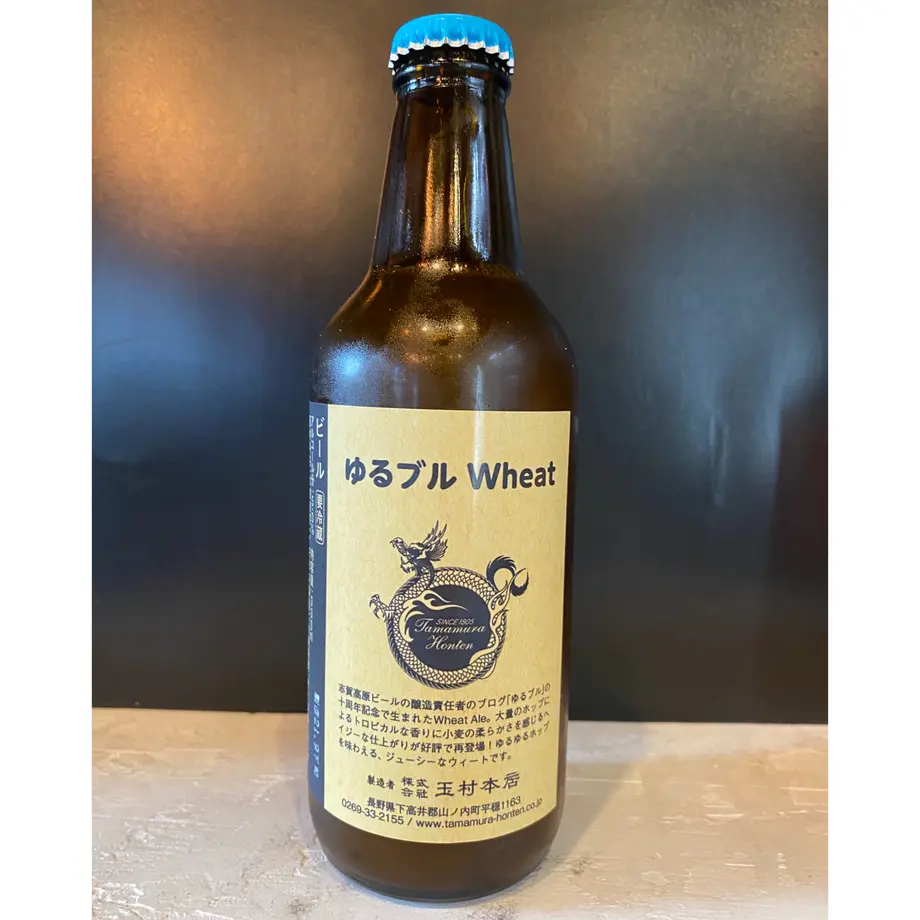 ゆるブル Wheat
SINCE 1805
Tamamura
Honten
志賀高原ビールの醸造責任者のブログ「ゆるブル」の
十周年記念で生まれたWheat Ale。大量のホップに
よるトロピカルな香りに小麦の柔らかさを感じるヘ
イジーな仕上がりが好評で再登場!ゆるゆるホップ
を味わえる、ジューシーなウィートです。
製造者 株式会社 玉村本店
長野県下高井郡山ノ内町平穏1163
0269-33-2155 / www.tamamura-honten.co.jp
ビール 要冷蔵